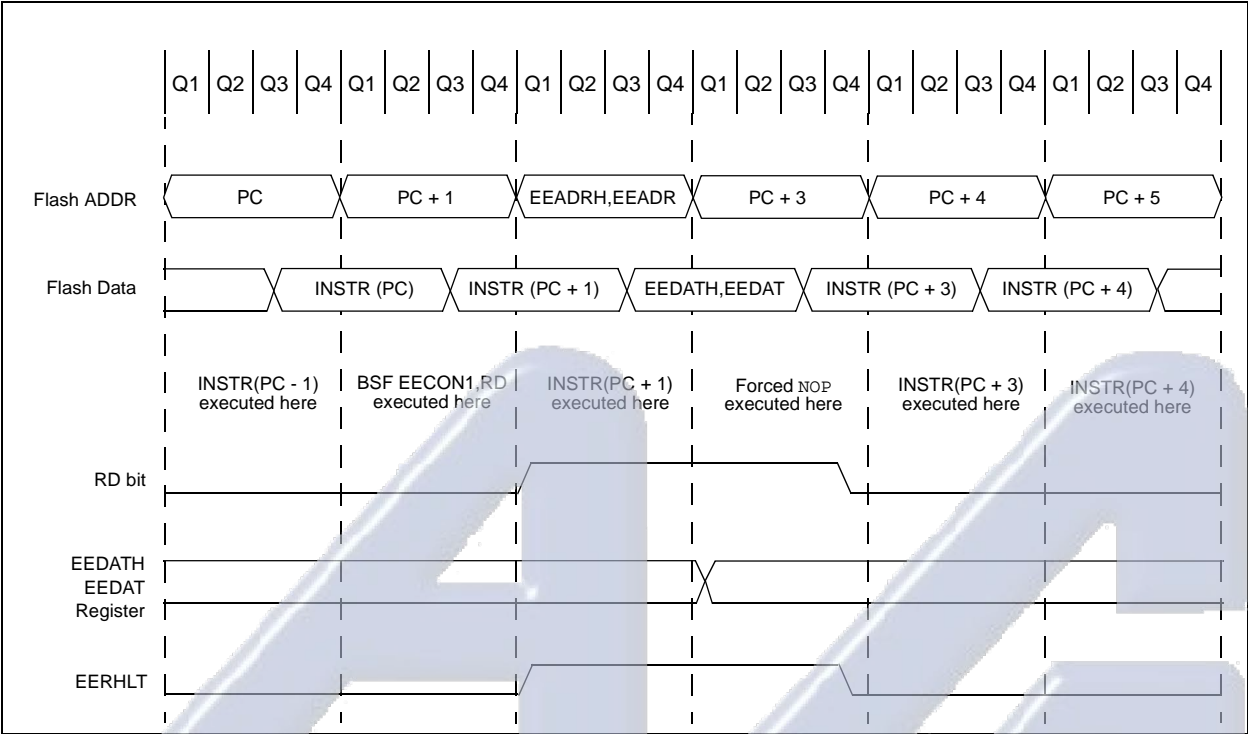 Q1 Q2 Q3 Q4 Q1 Q2 Q3 Q4 Q1 Q2 Q3 Q4 Q1 Q2 Q3 Q4 Q1 Q2 Q3 Q4 Q1 Q2 Q3 Q4
Flash ADDR PC PC + 1 EEADRH,EEADR PC + 3 PC + 4 PC + 5
Flash Data INSTR (PC) INSTR (PC + 1) EEDATH,EEDAT INSTR (PC + 3) INSTR (PC + 4)
INSTR(PC - 1) BSF EECON1,RD INSTR(PC + 1) Forced NOP INSTR(PC + 3) INSTR(PC + 4)
executed here executed here executed here executed here executed here executed here
RD bit
EEDATH
EEDAT
Register
EERHLT